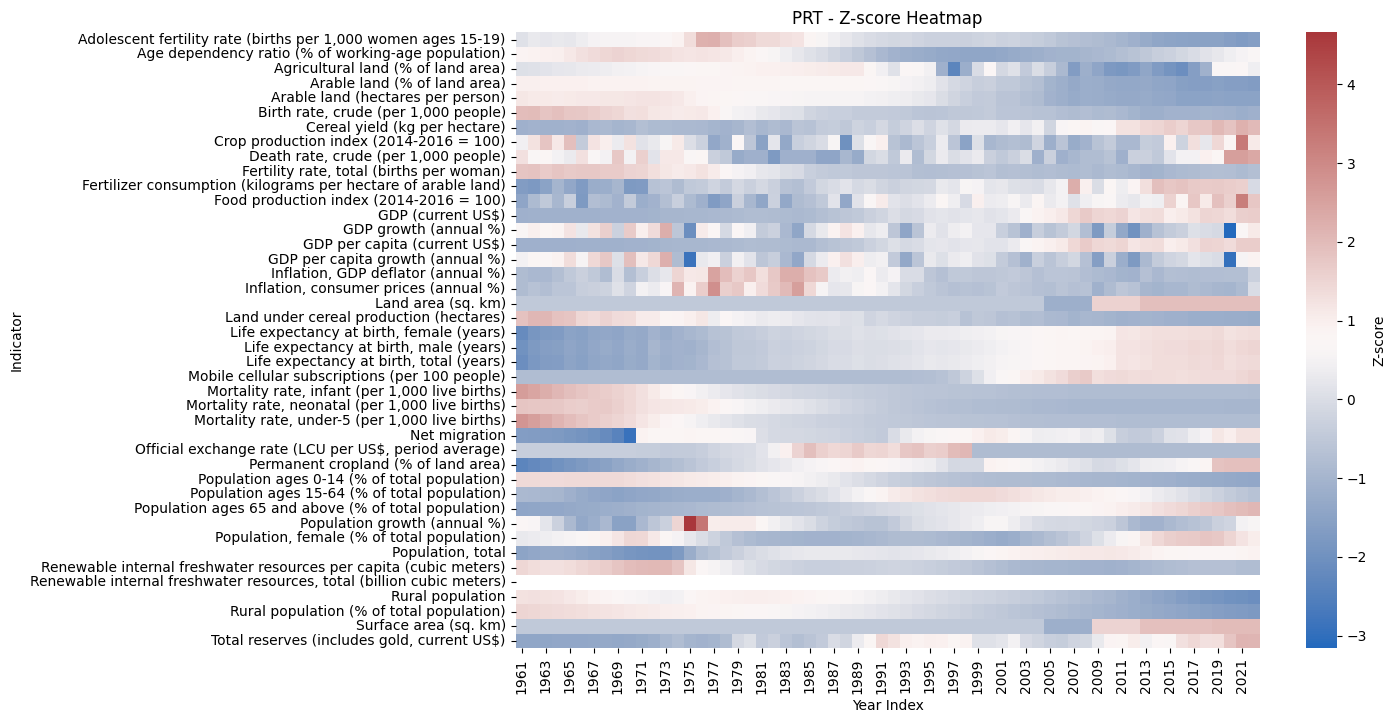 PRT - Z-score Heatmap
Adolescent fertility rate (births per 1,000 women ages 15-19)
Age dependency ratio (% of working-age population)
Agricultural land (% of land area)
Arable land (% of land area)
Arable land (hectares per person)
Birth rate, crude (per 1,000 people)
Cereal yield (kg per hectare)
Crop production index (2014-2016 = 100)
Death rate, crude (per 1,000 people)
Fertility rate, total (births per woman)
Fertilizer consumption (kilograms per hectare of arable land)
Food production index (2014-2016 = 100)
GDP (current US$)
GDP growth (annual %)
GDP per capita (current US$)
GDP per capita growth (annual %)
Inflation, GDP deflator (annual %)
Inflation, consumer prices (annual %)
Land area (sq. km)
Land under cereal production (hectares)
Life expectancy at birth, female (years)
Life expectancy at birth, male (years)
Life expectancy at birth, total (years)
Mobile cellular subscriptions (per 100 people)
Mortality rate, infant (per 1,000 live births)
Mortality rate, neonatal (per 1,000 live births)
Mortality rate, under-5 (per 1,000 live births)
Net migration
Official exchange rate (LCU per US$, period average)
Permanent cropland (% of land area)
Population ages 0-14 (% of total population)
Population ages 15-64 (% of total population)
Population ages 65 and above (% of total population)
Population growth (annual %)
Population, female (% of total population)
Population, total
Renewable internal freshwater resources per capita (cubic meters)
Renewable internal freshwater resources, total (billion cubic meters)
Rural population
Rural population (% of total population)
Surface area (sq. km)
Total reserves (includes gold, current US$)
Indicator
1961 1963 1965 1967 1969 1971 1973 1975 1977 1979 1981 1983 1985 1987 1989 1991 1993 1995 1997 1999 2001 2003 2005 2007 2009 2011 2013 2015 2017 2019 2021
Year Index
4
3
2
1
0
−1
−2
−3
Z-score